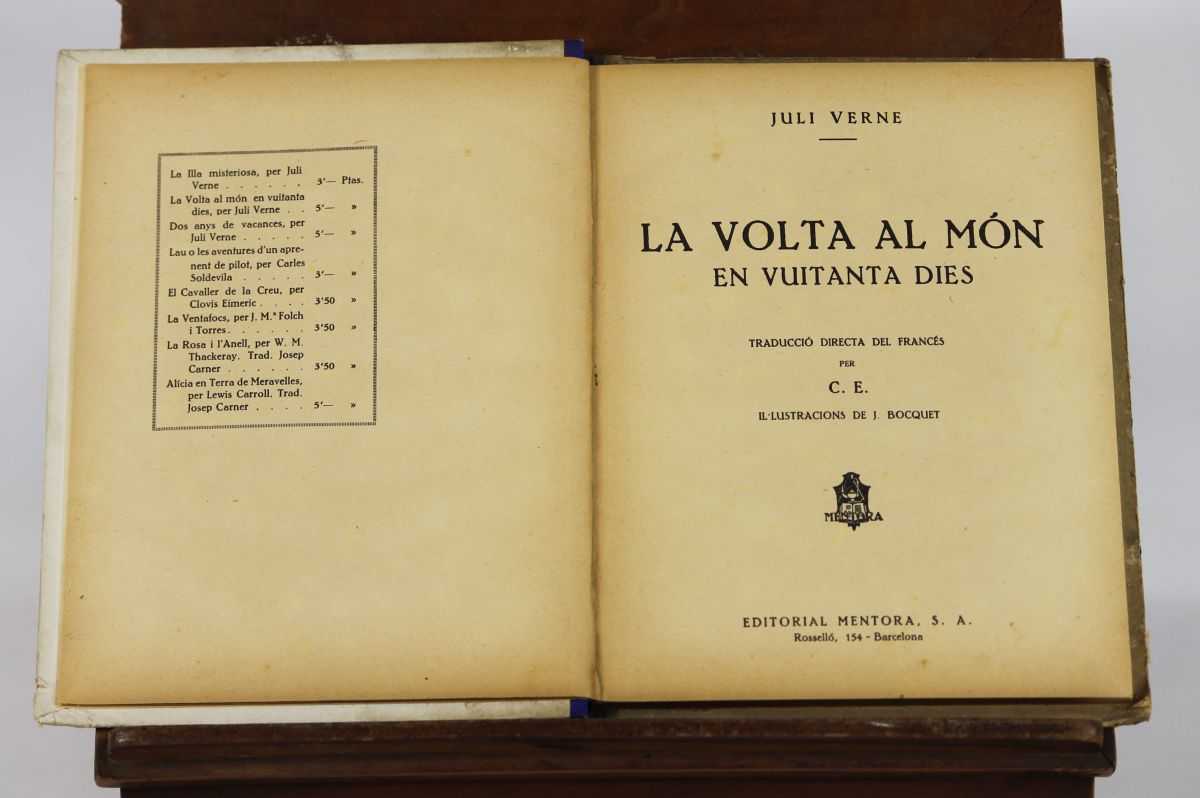 La Illa misteriosa, per Juli
Verne . . . . . . 3'— Ptas.
La Volta al món en vuitanta
dies, per Juli Verne . . 5'— »
Dos anys de vacances, per
Juli Verne . . . . . 5'— »
Lau o les aventures d'un apre-
nent de pilot, per Carles
Soldevila . . . . . 3'— »
El Cavaller de la Creu, per
Clovis Eimeric . . . . 3'50 »
La Ventafocs, per J. M.ª Folch
i Torres . . . . . . 3'50 »
La Rosa i l'Anell, per W. M.
Thackeray. Trad. Josep
Carner . . . . . . 3'50 »
Alícia en Terra de Meravelles,
per Lewis Carroll. Trad.
Josep Carner . . . . 5'— »
JULI VERNE
LA VOLTA AL MÓN
EN VUITANTA DIES
TRADUCCIÓ DIRECTA DEL FRANCÈS
PER
C. E.
IL·LUSTRACIONS DE J. BOCQUET
MENTORA
EDITORIAL MENTORA, S. A.
Rosselló, 154 - Barcelona